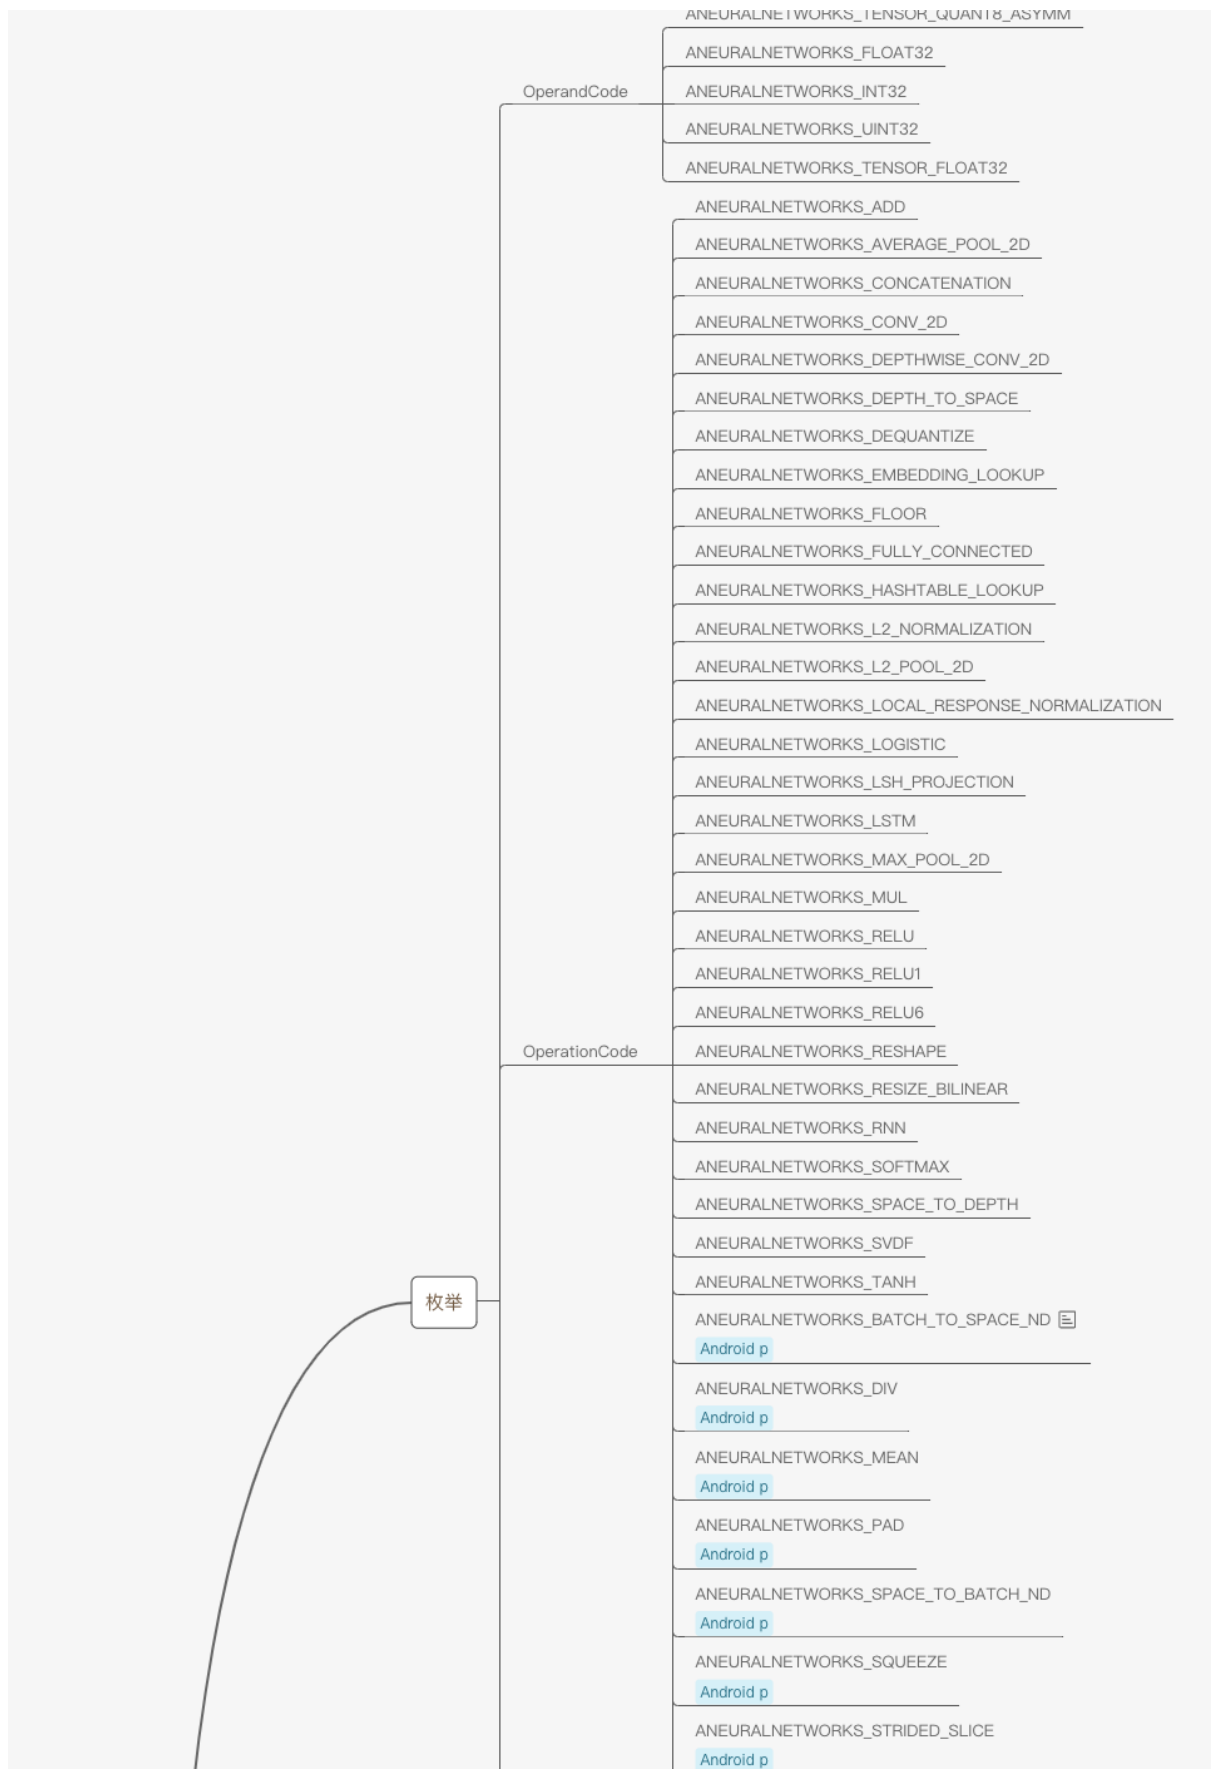 ANEURALNETWORKS_TENSOR_QUANT8_ASYMM
ANEURALNETWORKS_FLOAT32
OperandCode
ANEURALNETWORKS_INT32
ANEURALNETWORKS_UINT32
ANEURALNETWORKS_TENSOR_FLOAT32
ANEURALNETWORKS_ADD
ANEURALNETWORKS_AVERAGE_POOL_2D
ANEURALNETWORKS_CONCATENATION
ANEURALNETWORKS_CONV_2D
ANEURALNETWORKS_DEPTHWISE_CONV_2D
ANEURALNETWORKS_DEPTH_TO_SPACE
ANEURALNETWORKS_DEQUANTIZE
ANEURALNETWORKS_EMBEDDING_LOOKUP
ANEURALNETWORKS_FLOOR
ANEURALNETWORKS_FULLY_CONNECTED
ANEURALNETWORKS_HASHTABLE_LOOKUP
ANEURALNETWORKS_L2_NORMALIZATION
ANEURALNETWORKS_L2_POOL_2D
ANEURALNETWORKS_LOCAL_RESPONSE_NORMALIZATION
ANEURALNETWORKS_LOGISTIC
ANEURALNETWORKS_LSH_PROJECTION
ANEURALNETWORKS_LSTM
ANEURALNETWORKS_MAX_POOL_2D
ANEURALNETWORKS_MUL
ANEURALNETWORKS_RELU
ANEURALNETWORKS_RELU1
ANEURALNETWORKS_RELU6
OperationCode
ANEURALNETWORKS_RESHAPE
ANEURALNETWORKS_RESIZE_BILINEAR
ANEURALNETWORKS_RNN
ANEURALNETWORKS_SOFTMAX
ANEURALNETWORKS_SPACE_TO_DEPTH
ANEURALNETWORKS_SVDF
ANEURALNETWORKS_TANH
枚举
ANEURALNETWORKS_BATCH_TO_SPACE_ND
Android p
ANEURALNETWORKS_DIV
Android p
ANEURALNETWORKS_MEAN
Android p
ANEURALNETWORKS_PAD
Android p
ANEURALNETWORKS_SPACE_TO_BATCH_ND
Android p
ANEURALNETWORKS_SQUEEZE
Android p
ANEURALNETWORKS_STRIDED_SLICE
Android p